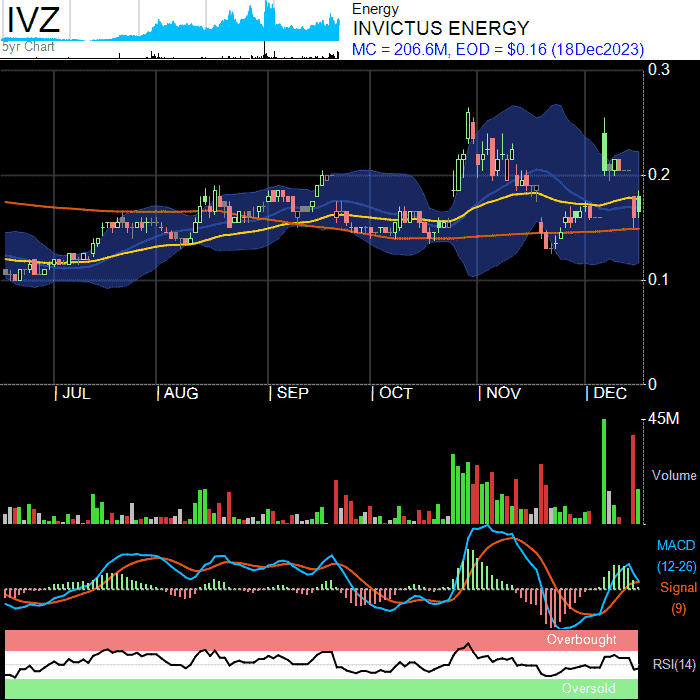 IVZ
5yr Chart
Energy
INVICTUS ENERGY
MC = 206.6M, EOD = $0.16 (18Dec2023)
0.3
0.2
0.1
0
JUL AUG SEP OCT NOV DEC
45M
Volume
MACD
(12-26)
Signal
(9)
Overbought
RSI(14)
Oversold